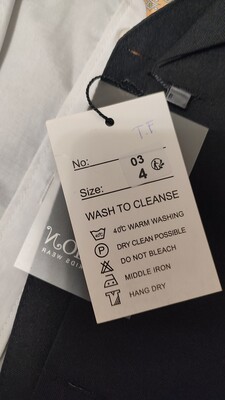 T.F
No: 03
Size: 4
WASH TO CLEANSE
40℃ WARM WASHING
P DRY CLEAN POSSIBLE
DO NOT BLEACH
MIDDLE IRON
HANG DRY